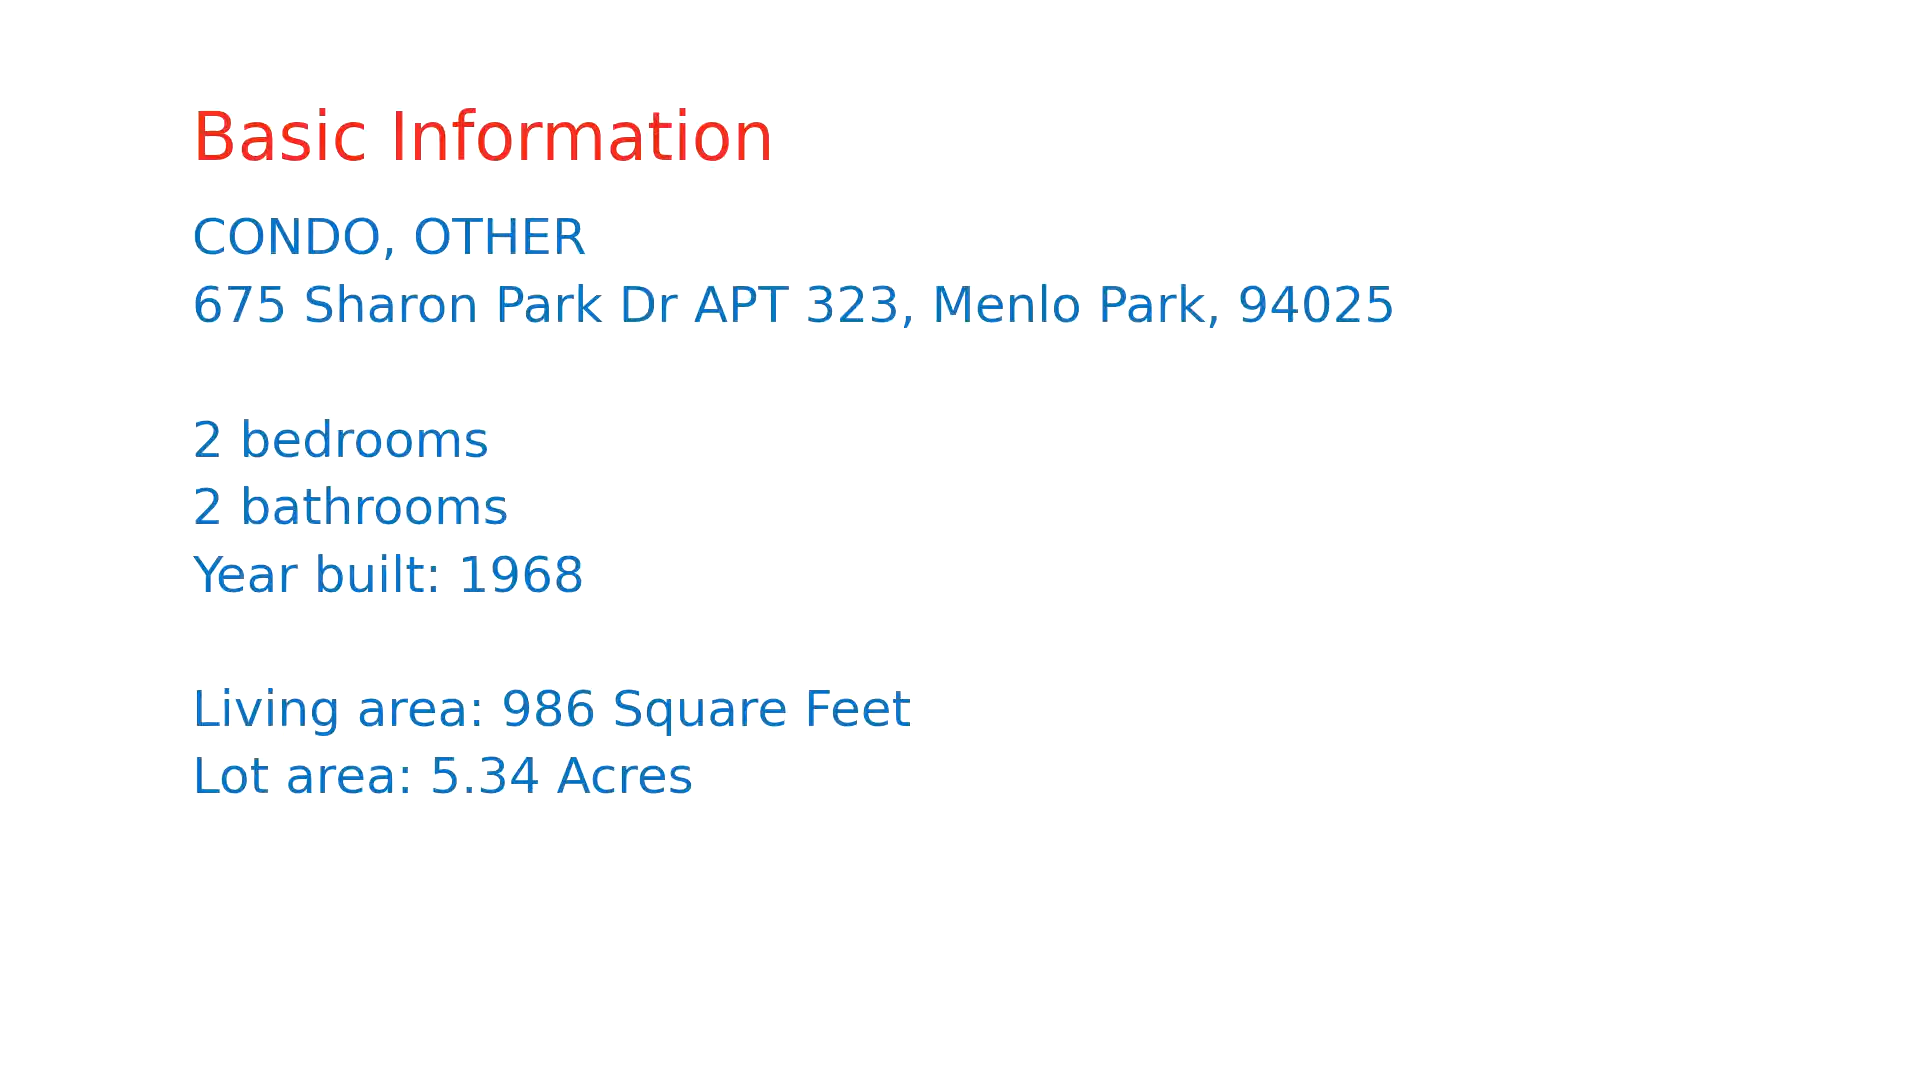 Basic Information
CONDO, OTHER
675 Sharon Park Dr APT 323, Menlo Park, 94025
2 bedrooms
2 bathrooms
Year built: 1968
Living area: 986 Square Feet
Lot area: 5.34 Acres